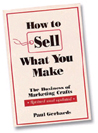 How to
Sell
What You
Make
The Business of
Marketing Crafts
Revised and updated
Paul Gerhards